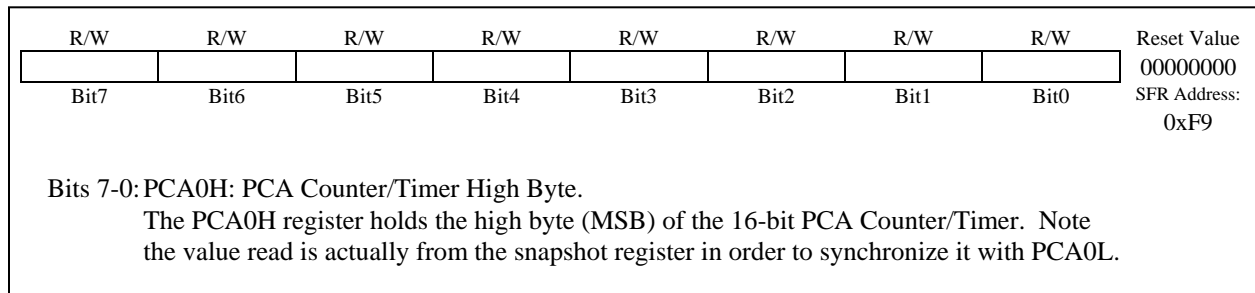 R/W R/W R/W R/W R/W R/W R/W R/W Reset Value
00000000
Bit7 Bit6 Bit5 Bit4 Bit3 Bit2 Bit1 Bit0 SFR Address:
0xF9
Bits 7-0: PCA0H: PCA Counter/Timer High Byte.
The PCA0H register holds the high byte (MSB) of the 16-bit PCA Counter/Timer. Note
the value read is actually from the snapshot register in order to synchronize it with PCA0L.